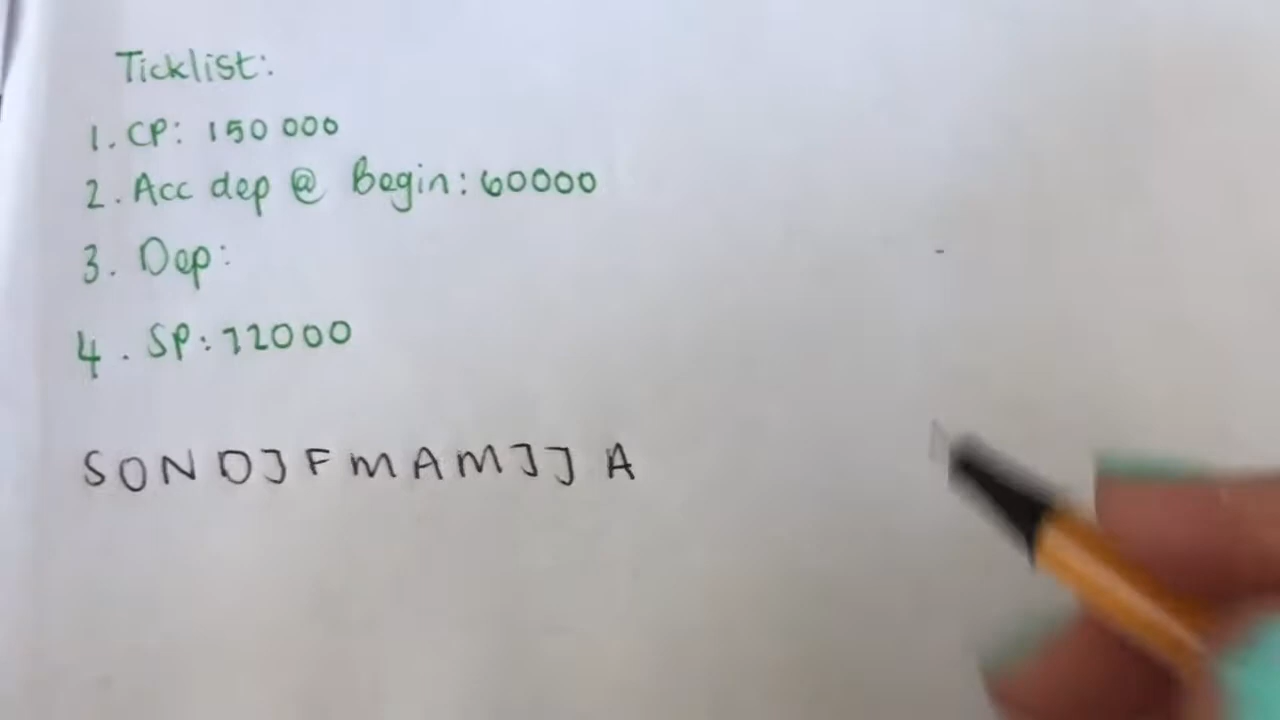 Ticklist:
1. CP: 150 000
2. Acc dep @ Begin: 60000
3. Dep:
4. SP: 72000
S O N D J F M A M J J A